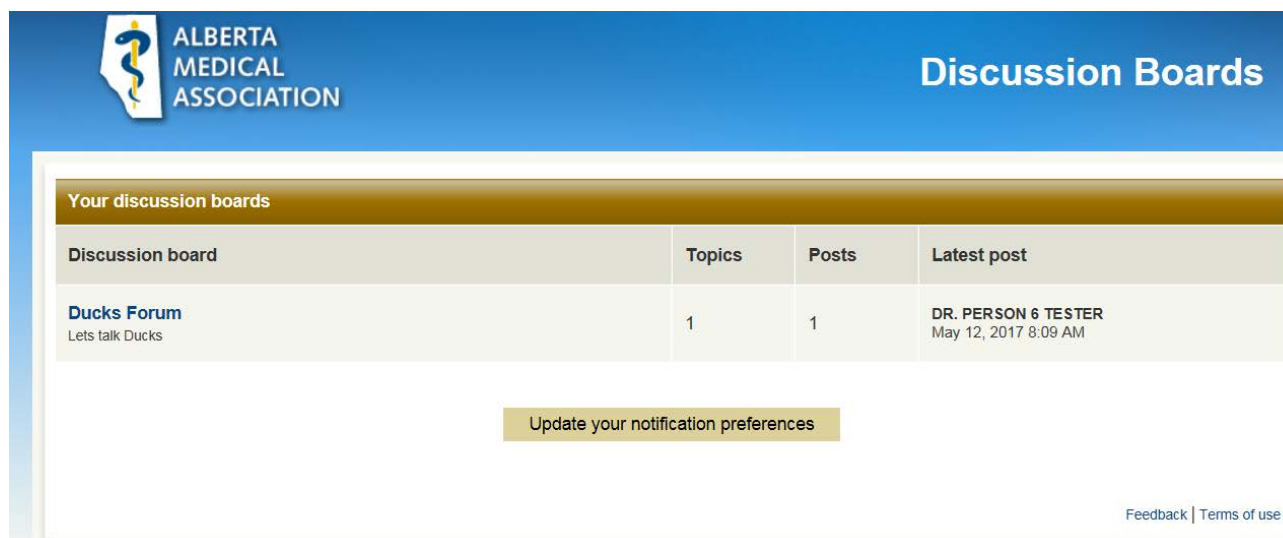 ALBERTA
MEDICAL
ASSOCIATION
Discussion Boards
Your discussion boards
Discussion board Topics Posts Latest post
Ducks Forum 1 1 DR. PERSON 6 TESTER
Lets talk Ducks May 12, 2017 8:09 AM
Update your notification preferences
Feedback | Terms of use